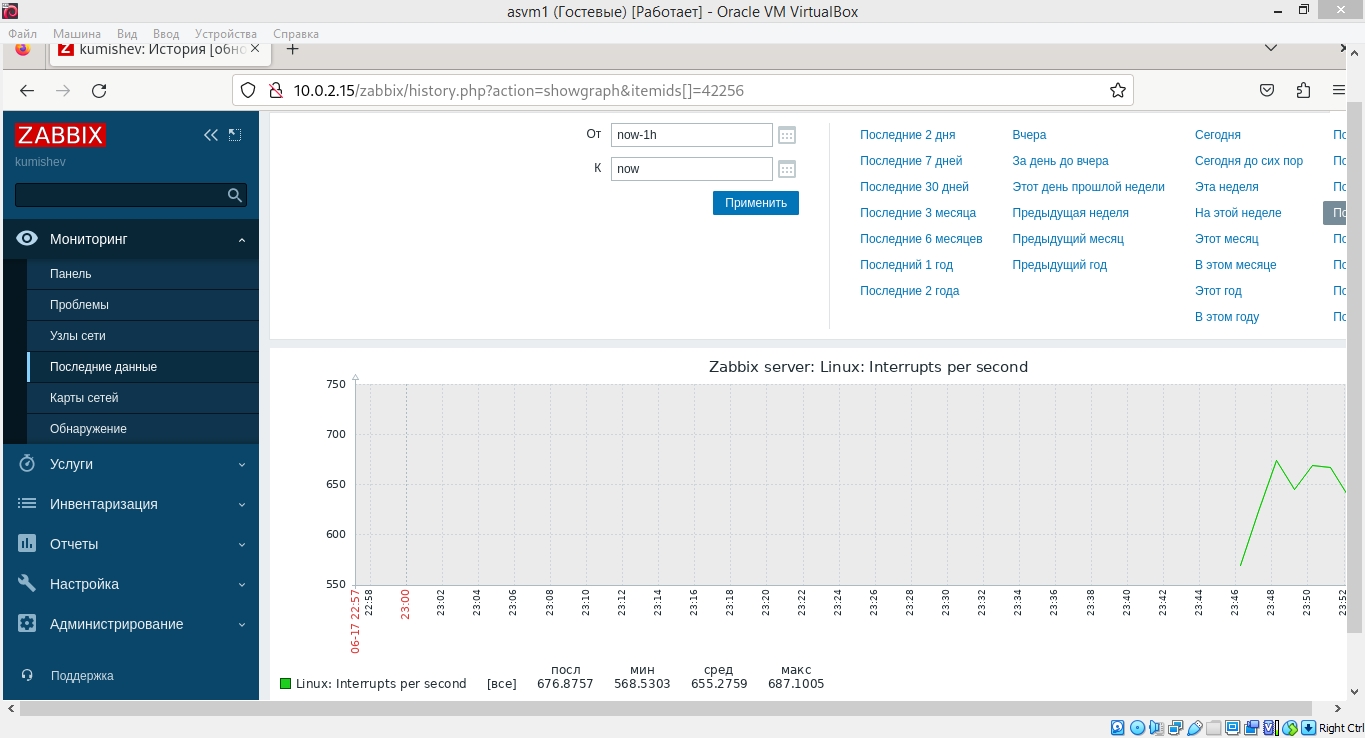 asvm1 (Гостевые) [Работает] - Oracle VM VirtualBox
Файл Машина Вид Ввод Устройства Справка
kumishev: История [обно
10.0.2.15/zabbix/history.php?action=showgraph&itemids[]=42256
ZABBIX
kumishev
Мониторинг
Панель
Проблемы
Узлы сети
Последние данные
Карты сетей
Обнаружение
Услуги
Инвентаризация
Отчеты
Настройка
Администрирование
Поддержка
От now-1h
К now
Применить
Последние 2 дня Вчера Сегодня По
Последние 7 дней За день до вчера Сегодня до сих пор По
Последние 30 дней Этот день прошлой недели Эта неделя По
Последние 3 месяца Предыдущая неделя На этой неделе По
Последние 6 месяцев Предыдущий месяц Этот месяц По
Последний 1 год Предыдущий год В этом месяце По
Последние 2 года Этот год По
В этом году По
Zabbix server: Linux: Interrupts per second
750
700
650
600
550
06-17 22:57 22:58 23:00 23:02 23:04 23:06 23:08 23:10 23:12 23:14 23:16 23:18 23:20 23:22 23:24 23:26 23:28 23:30 23:32 23:34 23:36 23:38 23:40 23:42 23:44 23:46 23:48 23:50 23:52
посл мин сред макс
Linux: Interrupts per second [все] 676.8757 568.5303 655.2759 687.1005
Right Ctrl